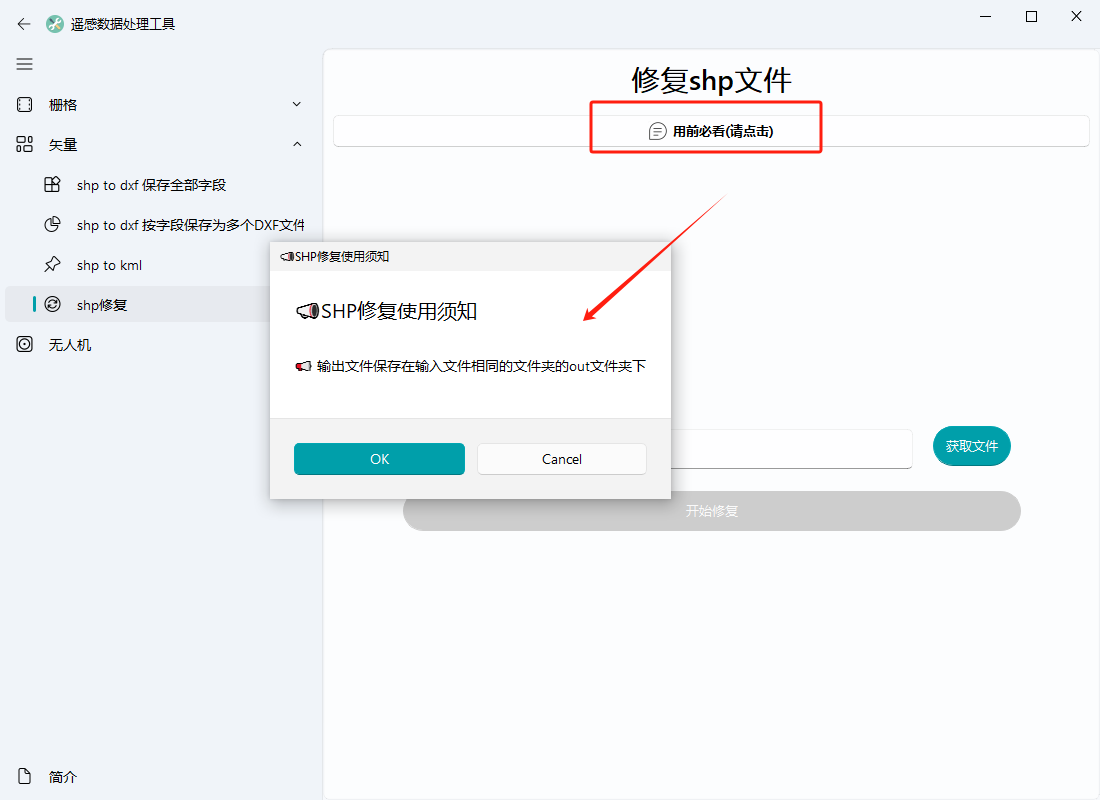 遥感数据处理工具
栅格
矢量
shp to dxf 保存全部字段
shp to dxf 按字段保存为多个DXF文件
shp to kml
shp修复
无人机
简介
修复shp文件
用前必看(请点击)
SHP修复使用须知
SHP修复使用须知
输出文件保存在输入文件相同的文件夹的out文件夹下
OK
Cancel
获取文件
开始修复